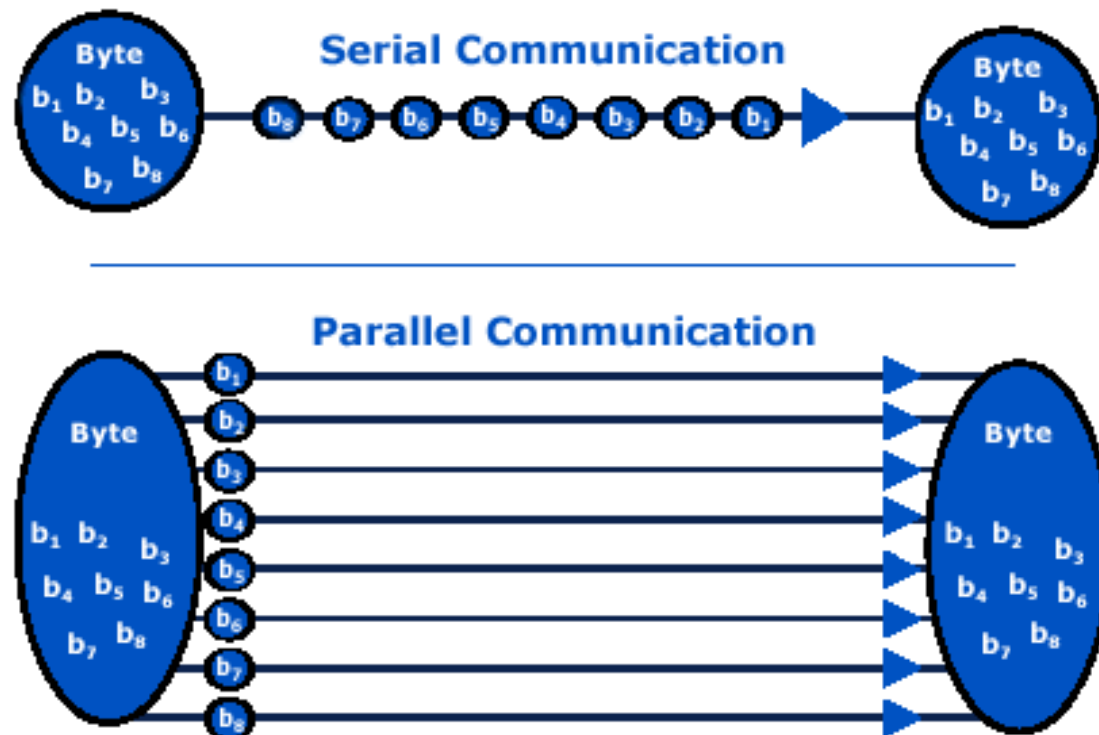 Serial Communication
Byte
b₁ b₂ b₃
b₄ b₅ b₆
b₇ b₈
b₈ b₇ b₆ b₅ b₄ b₃ b₂ b₁
Byte
b₁ b₂ b₃
b₄ b₅ b₆
b₇ b₈
Parallel Communication
Byte
b₁ b₂ b₃
b₄ b₅ b₆
b₇ b₈
b₁
b₂
b₃
b₄
b₅
b₆
b₇
b₈
Byte
b₁ b₂ b₃
b₄ b₅ b₆
b₇ b₈